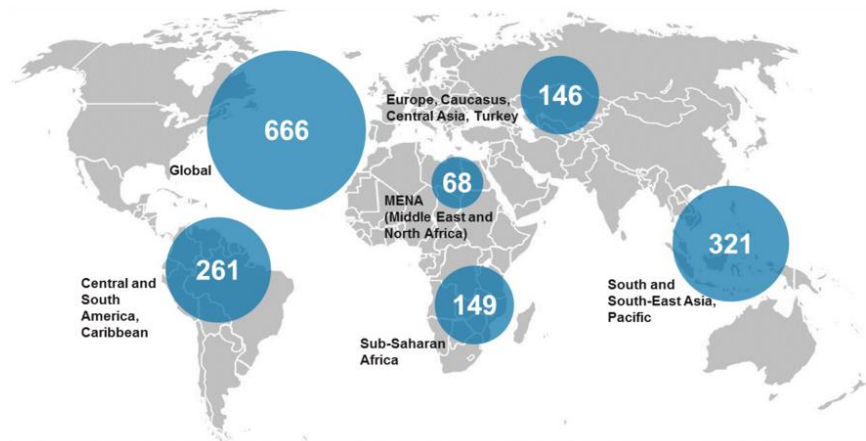 666
Global
Europe, Caucasus,
Central Asia, Turkey
146
68
MENA
(Middle East and
North Africa)
261
Central and
South
America,
Caribbean
149
Sub-Saharan
Africa
321
South and
South-East Asia,
Pacific